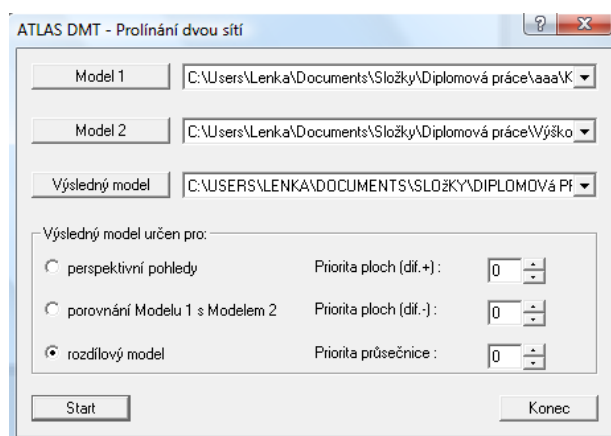 ATLAS DMT - Prolínání dvou sítí
Model 1 C:\Users\Lenka\Documents\Složky\Diplomová práce\aaa\K
Model 2 C:\Users\Lenka\Documents\Složky\Diplomová práce\Výško
Výsledný model C:\USERS\LENKA\DOCUMENTS\SLOžKY\DIPLOMOVá PR
Výsledný model určen pro:
perspektivní pohledy Priorita ploch (dif.+) : 0
porovnání Modelu 1 s Modelem 2 Priorita ploch (dif.-) : 0
rozdílový model Priorita průsečnice : 0
Start Konec